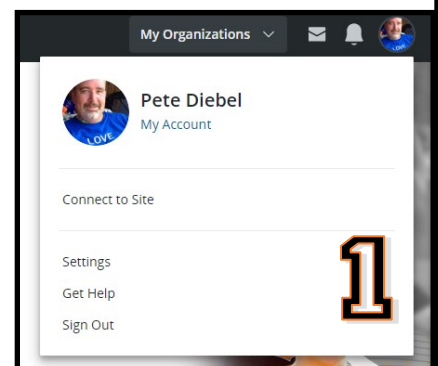 My Organizations
Pete Diebel
My Account
LOVE
Connect to Site
Settings
1
Get Help
Sign Out